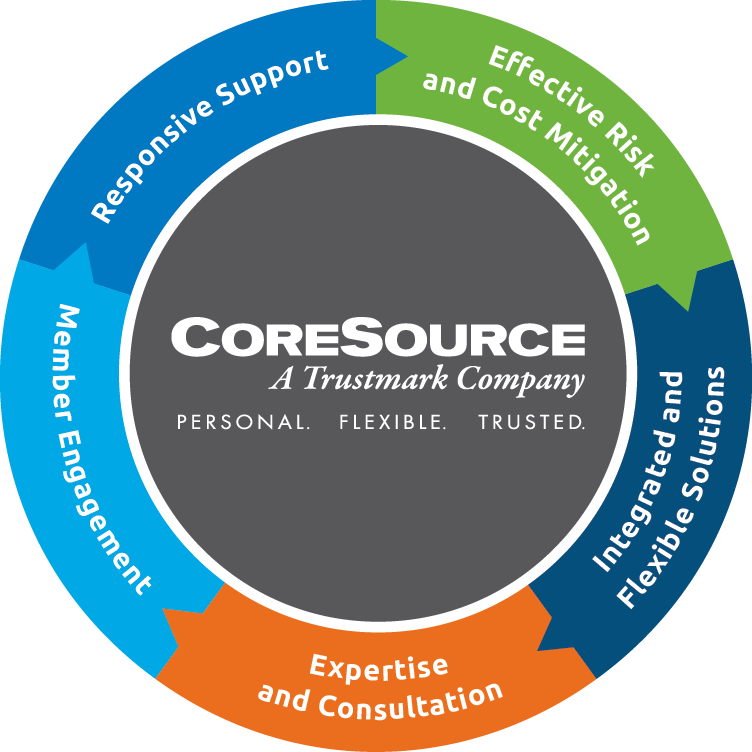 Responsive Support
Effective Risk
and Cost Mitigation
Integrated and
Flexible Solutions
Expertise
and Consultation
Member Engagement
CORESOURCE
A Trustmark Company
PERSONAL. FLEXIBLE. TRUSTED.